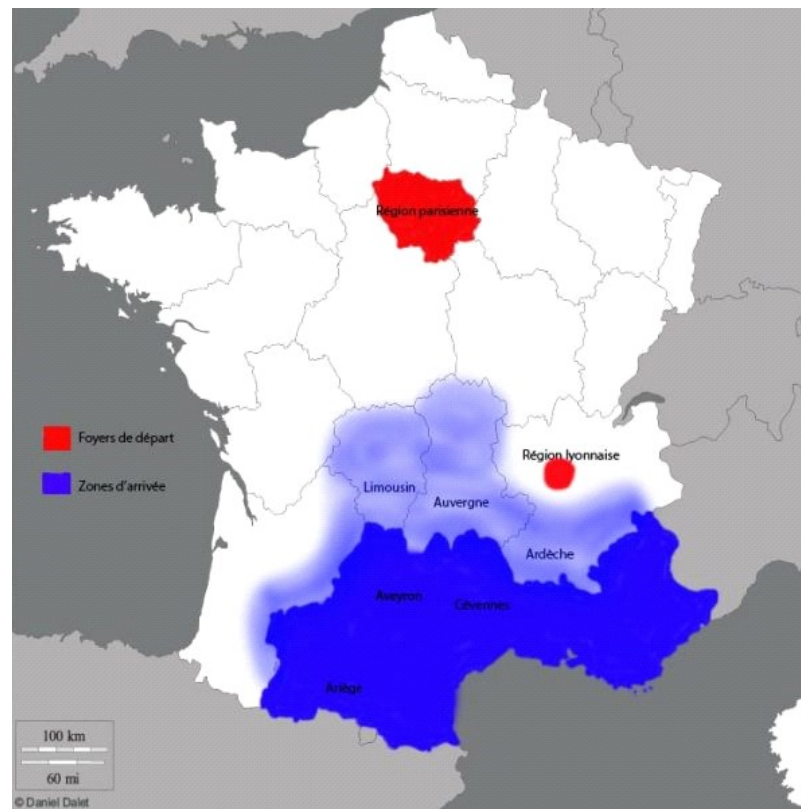 Région parisienne
Foyers de départ
Zones d'arrivée
Région lyonnaise
Limousin
Auvergne
Ardèche
Aveyron
Cévennes
Ariège
100 km
60 mi
© Daniel Dalet